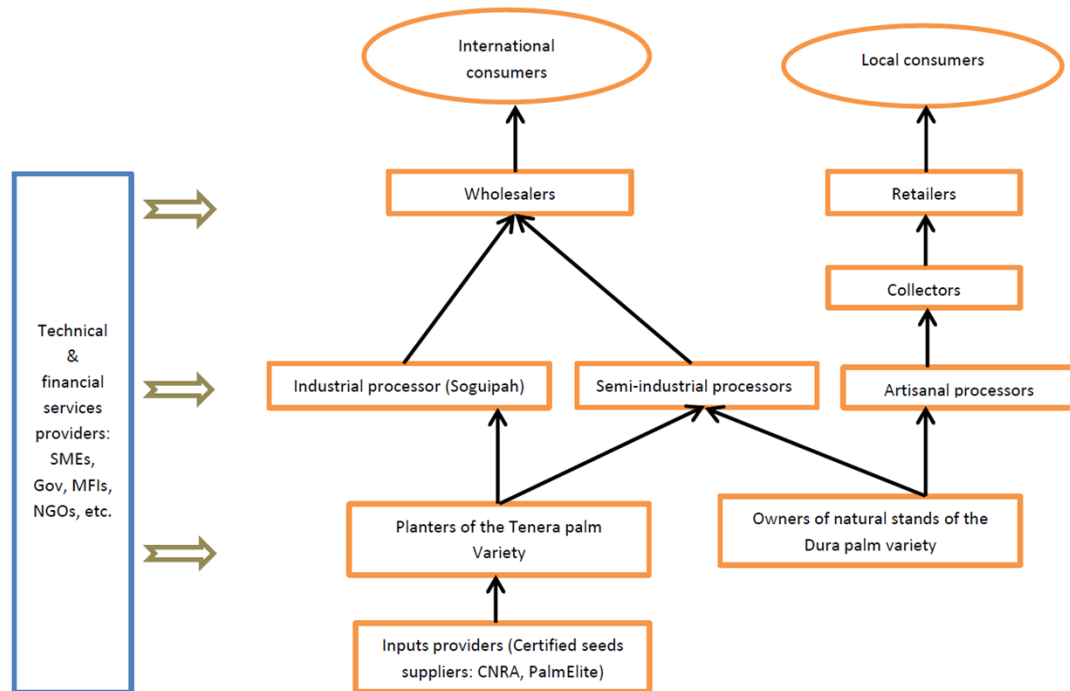 International
consumers
Local consumers
Wholesalers
Retailers
Collectors
Technical
&
financial
services
providers:
SMEs,
Gov, MFIs,
NGOs, etc.
Industrial processor (Soguipah)
Semi-industrial processors
Artisanal processors
Planters of the Tenera palm
Variety
Owners of natural stands of the
Dura palm variety
Inputs providers (Certified seeds
suppliers: CNRA, PalmElite)